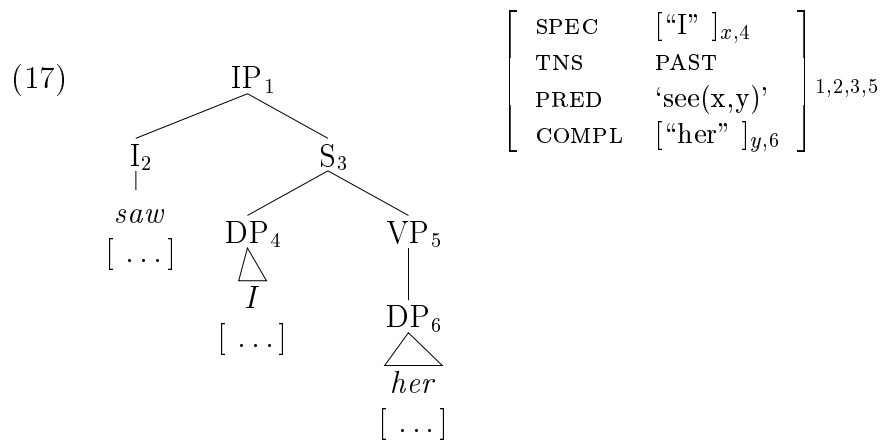 (17)
IP1
I2 S3
saw
[ …]
DP4 VP5
I
[ …]
DP6
her
[ …]
SPEC [“I” ]x,4
TNS PAST
PRED ‘see(x,y)’
COMPL [“her” ]y,6
1,2,3,5